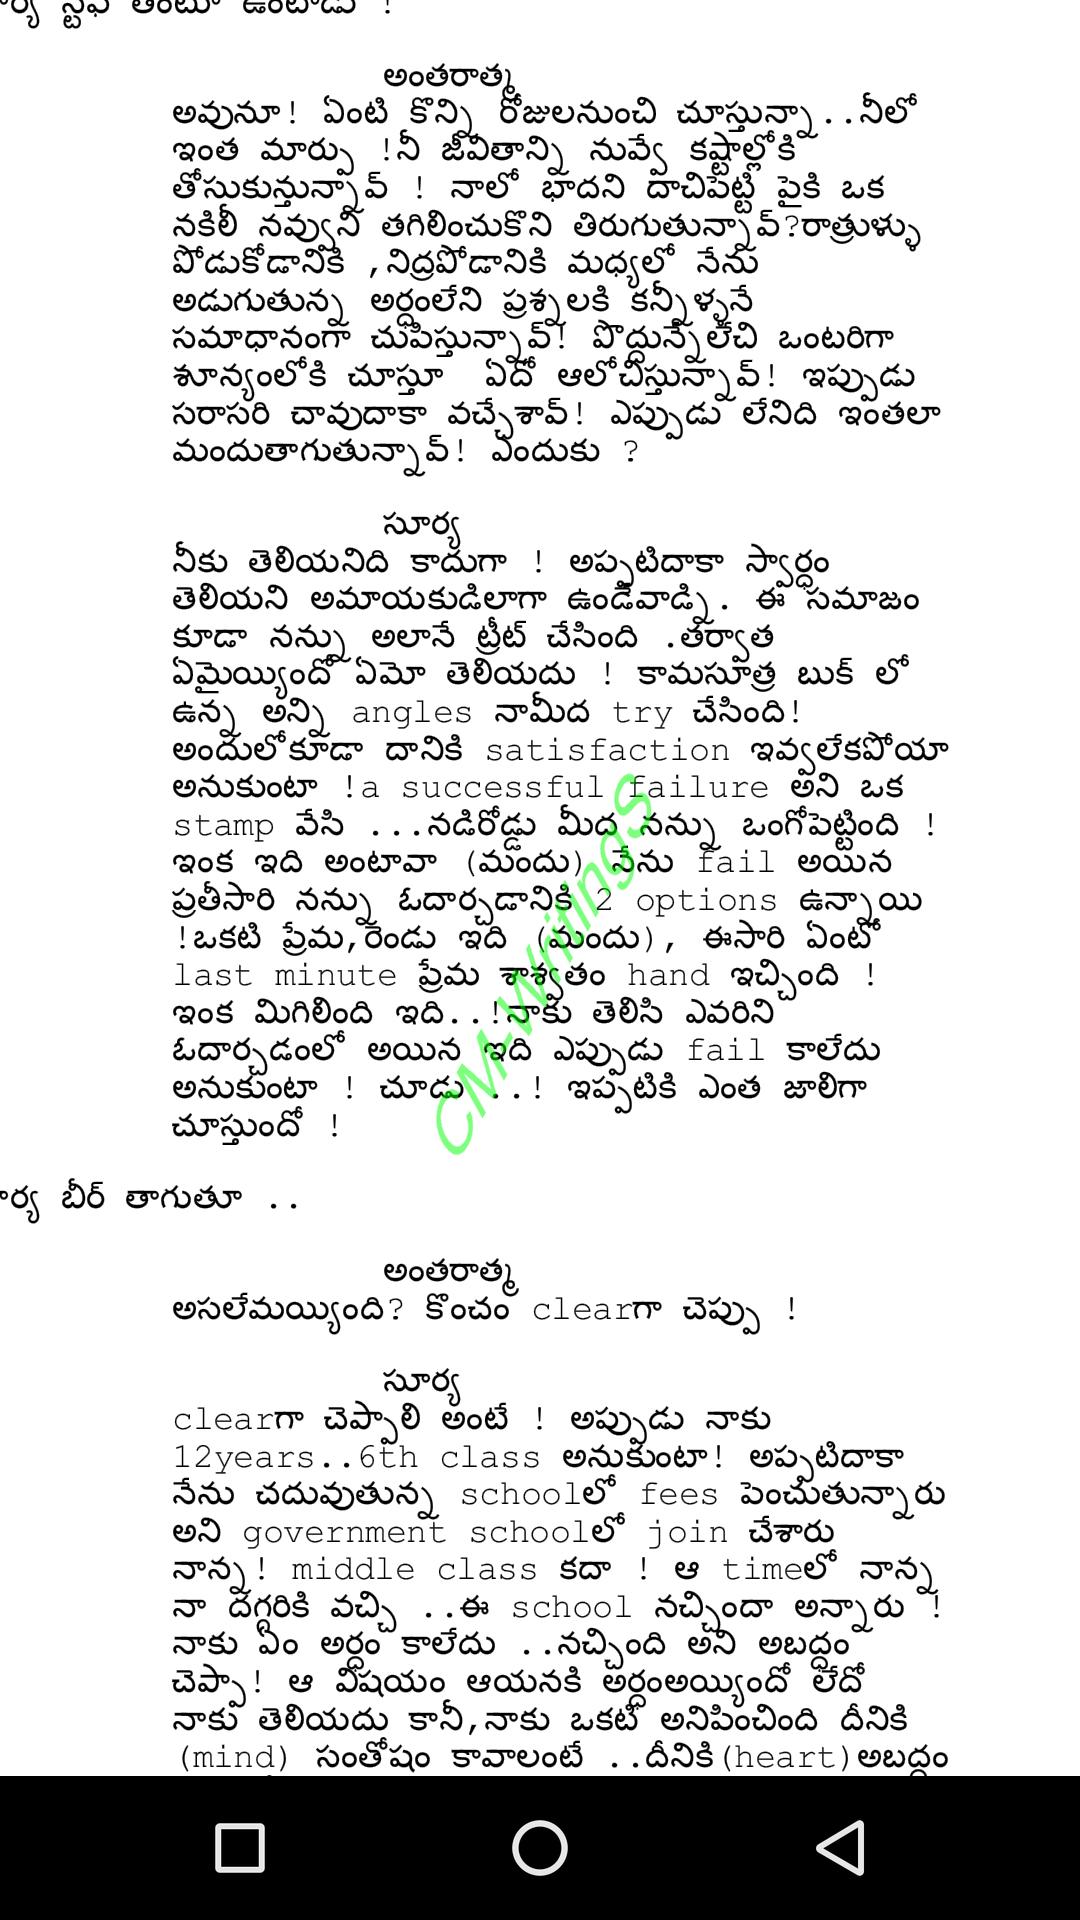 ర్య స్టఫ్ తింటూ ఉంటాడు !
అంతరాత్మ
అవునూ! ఏంటి కొన్ని రోజులనుంచి చూస్తున్నా..నీలో
ఇంత మార్పు !నీ జీవితాన్ని నువ్వే కష్టాల్లోకి
తోసుకున్తున్నావ్ ! నాలో భాదని దాచిపెట్టి పైకి ఒక
నకిలీ నవ్వుని తగిలించుకొని తిరుగుతున్నావ్?రాత్రుళ్ళు
పోడుకోడానికి ,నిద్రపోడానికి మధ్యలో నేను
అడుగుతున్న అర్ధంలేని ప్రశ్నలకి కన్నీళ్ళనే
సమాధానంగా చుపిస్తున్నావ్! పొద్దున్నేలేచి ఒంటరిగా
శూన్యంలోకి చూస్తూ  ఏదో ఆలోచిస్తున్నావ్! ఇప్పుడు
సరాసరి చావుదాకా వచ్చేశావ్! ఎప్పుడు లేనిది ఇంతలా
మందుతాగుతున్నావ్! ఎందుకు ?
సూర్య
నీకు తెలియనిది కాదుగా ! అప్పటిదాకా స్వార్ధం
తెలియని అమాయకుడిలాగా ఉండేవాడ్ని. ఈ సమాజం
కూడా నన్ను అలానే ట్రీట్ చేసింది .తర్వాత
ఏమైయ్యిందో ఏమో తెలియదు ! కామసూత్ర బుక్ లో
ఉన్న అన్ని angles నామీద try చేసింది!
అందులోకూడా దానికి satisfaction ఇవ్వలేకపోయా
అనుకుంటా !a successful failure అని ఒక
stamp వేసి ...నడిరోడ్డు మీద నన్ను ఒంగోపెట్టింది !
ఇంక ఇది అంటావా (మందు) నేను fail అయిన
ప్రతీసారి నన్ను ఓదార్చడానికి 2 options ఉన్నాయి
!ఒకటి ప్రేమ,రెండు ఇది (మందు), ఈసారి ఏంటో
last minute ప్రేమ శాశ్వతం hand ఇచ్చింది !
ఇంక మిగిలింది ఇది..!నాకు తెలిసి ఎవరిని
ఓదార్చడంలో అయిన ఇది ఎప్పుడు fail కాలేదు
అనుకుంటా ! చూడు ..! ఇప్పటికి ఎంత జాలిగా
చూస్తుందో !
CM-WritingS
ర్య బీర్ తాగుతూ ..
అంతరాత్మ
అసలేమయ్యింది? కొంచం clearగా చెప్పు !
సూర్య
clearగా చెప్పాలి అంటే ! అప్పుడు నాకు
12years..6th class అనుకుంటా! అప్పటిదాకా
నేను చదువుతున్న schoolలో fees పెంచుతున్నారు
అని government schoolలో join చేశారు
నాన్న! middle class కదా ! ఆ timeలో నాన్న
నా దగ్గరికి వచ్చి ..ఈ school నచ్చిందా అన్నారు !
నాకు ఏం అర్ధం కాలేదు ..నచ్చింది అని అబద్ధం
చెప్పా! ఆ విషయం ఆయనకి అర్ధంఅయ్యిందో లేదో
నాకు తెలియదు కానీ,నాకు ఒకటి అనిపించింది దీనికి
(mind) సంతోషం కావాలంటే ..దీనికి(heart)అబద్దం